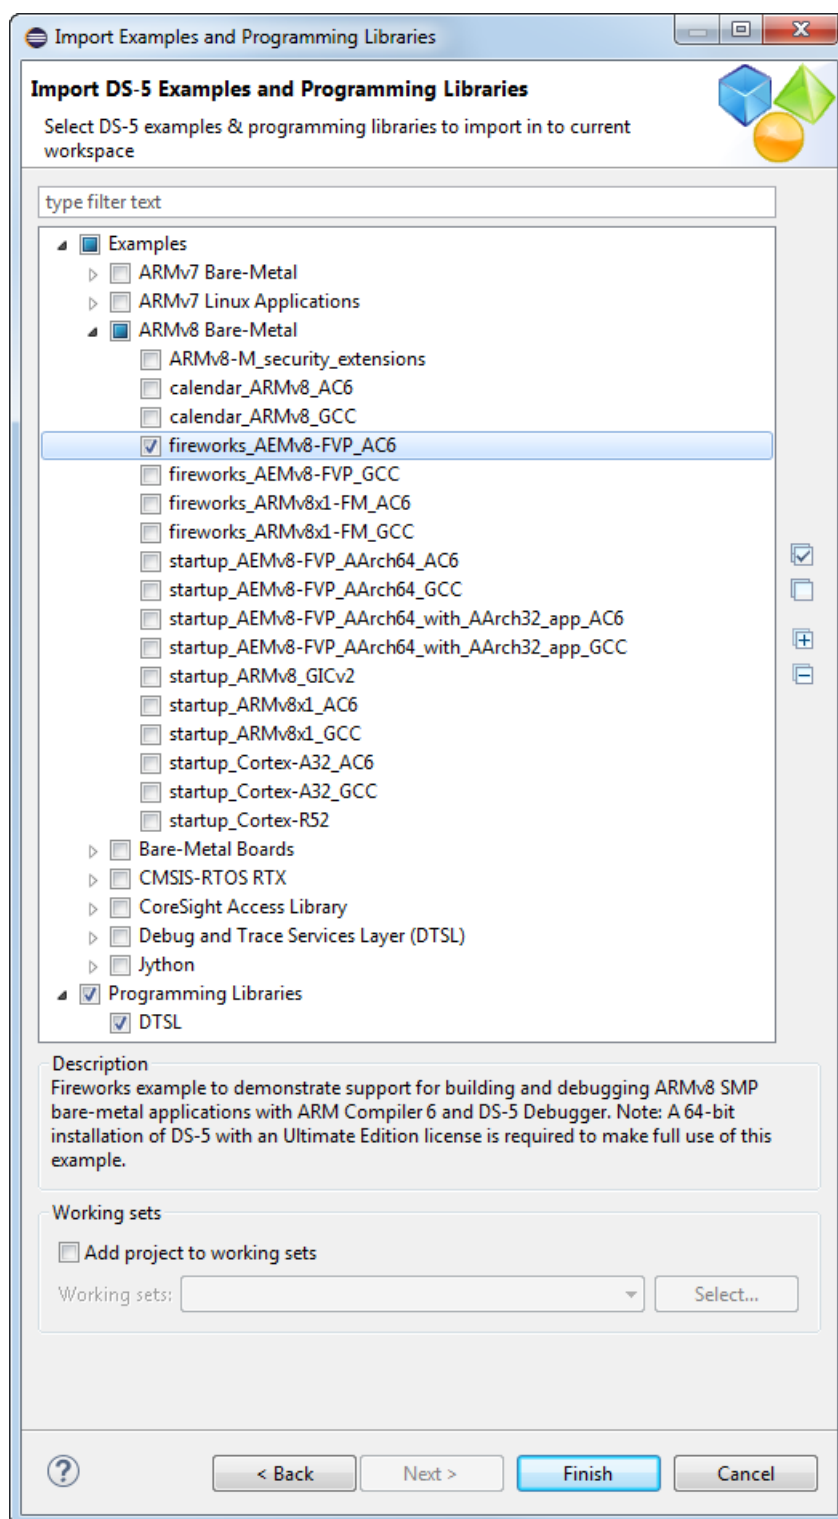 Import Examples and Programming Libraries
Import DS-5 Examples and Programming Libraries
Select DS-5 examples & programming libraries to import in to current
workspace
type filter text
Examples
ARMv7 Bare-Metal
ARMv7 Linux Applications
ARMv8 Bare-Metal
ARMv8-M_security_extensions
calendar_ARMv8_AC6
calendar_ARMv8_GCC
fireworks_AEMv8-FVP_AC6
fireworks_AEMv8-FVP_GCC
fireworks_ARMv8x1-FM_AC6
fireworks_ARMv8x1-FM_GCC
startup_AEMv8-FVP_AArch64_AC6
startup_AEMv8-FVP_AArch64_GCC
startup_AEMv8-FVP_AArch64_with_AArch32_app_AC6
startup_AEMv8-FVP_AArch64_with_AArch32_app_GCC
startup_ARMv8_GICv2
startup_ARMv8x1_AC6
startup_ARMv8x1_GCC
startup_Cortex-A32_AC6
startup_Cortex-A32_GCC
startup_Cortex-R52
Bare-Metal Boards
CMSIS-RTOS RTX
CoreSight Access Library
Debug and Trace Services Layer (DTSL)
Jython
Programming Libraries
DTSL
Description
Fireworks example to demonstrate support for building and debugging ARMv8 SMP
bare-metal applications with ARM Compiler 6 and DS-5 Debugger. Note: A 64-bit
installation of DS-5 with an Ultimate Edition license is required to make full use of this
example.
Working sets
Add project to working sets
Working sets:
Select...
< Back
Next >
Finish
Cancel